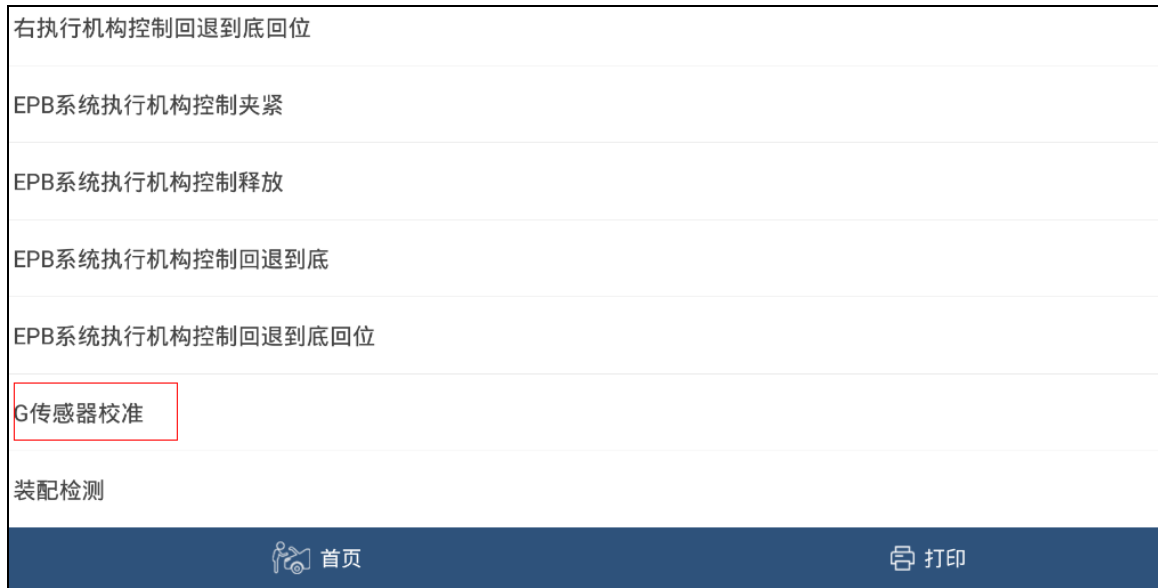 右执行机构控制回退到底回位
EPB系统执行机构控制夹紧
EPB系统执行机构控制释放
EPB系统执行机构控制回退到底
EPB系统执行机构控制回退到底回位
G传感器校准
装配检测
首页 打印